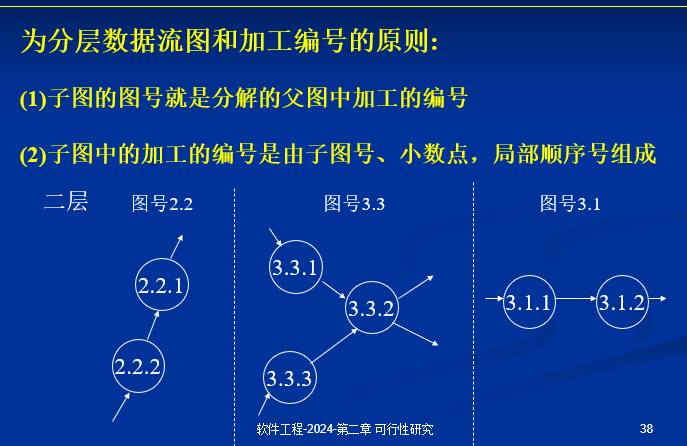 为分层数据流图和加工编号的原则:
(1)子图的图号就是分解的父图中加工的编号
(2)子图中的加工的编号是由子图号、小数点，局部顺序号组成
二层
图号2.2
图号3.3
图号3.1
2.2.1
2.2.2
3.3.1
3.3.2
3.3.3
3.1.1
3.1.2
软件工程-2024-第二章 可行性研究
38